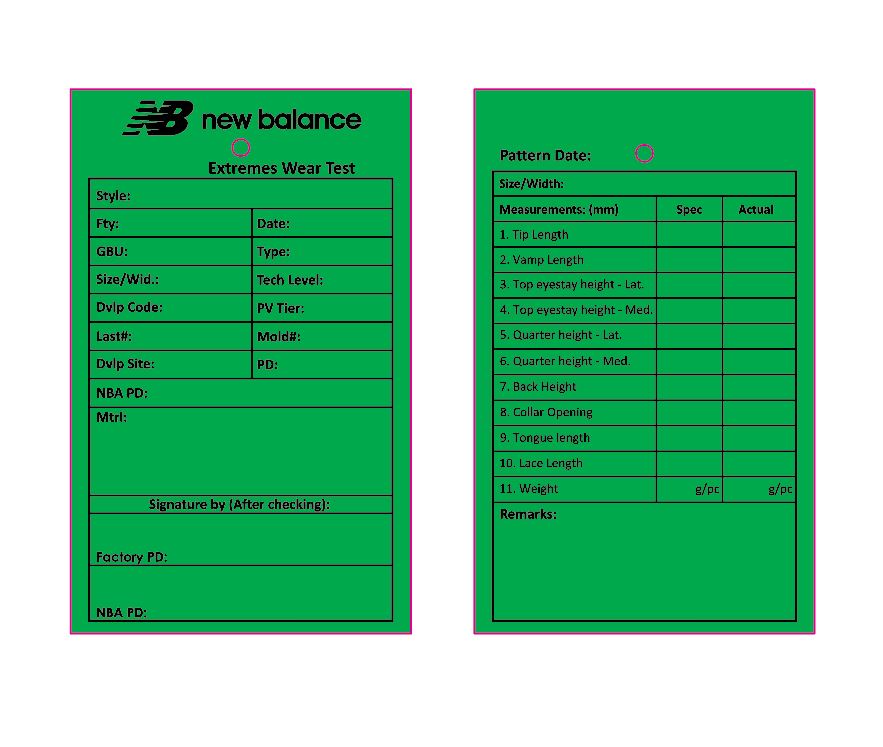 NB new balance
Extremes Wear Test
Style:
Fty: Date:
GBU: Type:
Size/Wid.: Tech Level:
Dvlp Code: PV Tier:
Last#: Mold#:
Dvlp Site: PD:
NBA PD:
Mtrl:
Signature by (After checking):
Factory PD:
NBA PD:
Pattern Date:
Size/Width:
Measurements: (mm) Spec Actual
1. Tip Length
2. Vamp Length
3. Top eyestay height - Lat.
4. Top eyestay height - Med.
5. Quarter height - Lat.
6. Quarter height - Med.
7. Back Height
8. Collar Opening
9. Tongue length
10. Lace Length
11. Weight g/pc g/pc
Remarks: